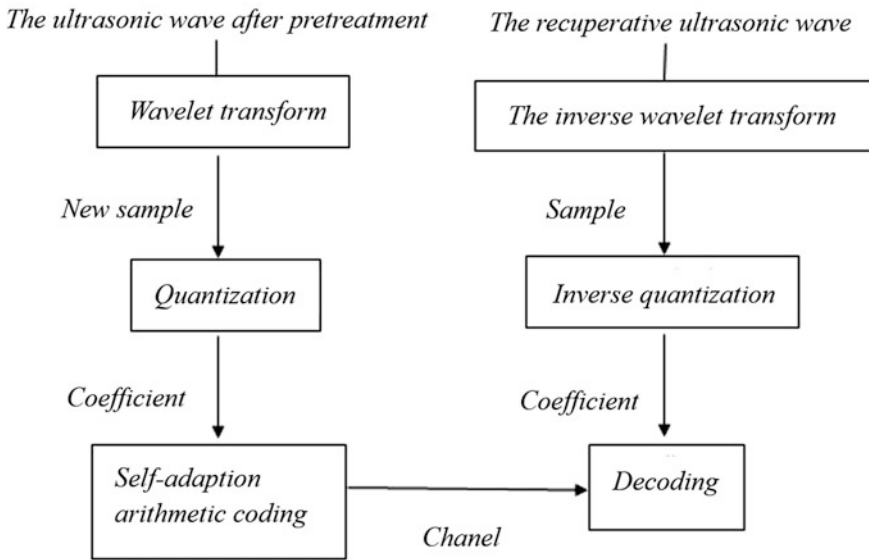 The ultrasonic wave after pretreatment
Wavelet transform
New sample
Quantization
Coefficient
Self-adaption
arithmetic coding
Chanel
The recuperative ultrasonic wave
The inverse wavelet transform
Sample
Inverse quantization
Coefficient
Decoding